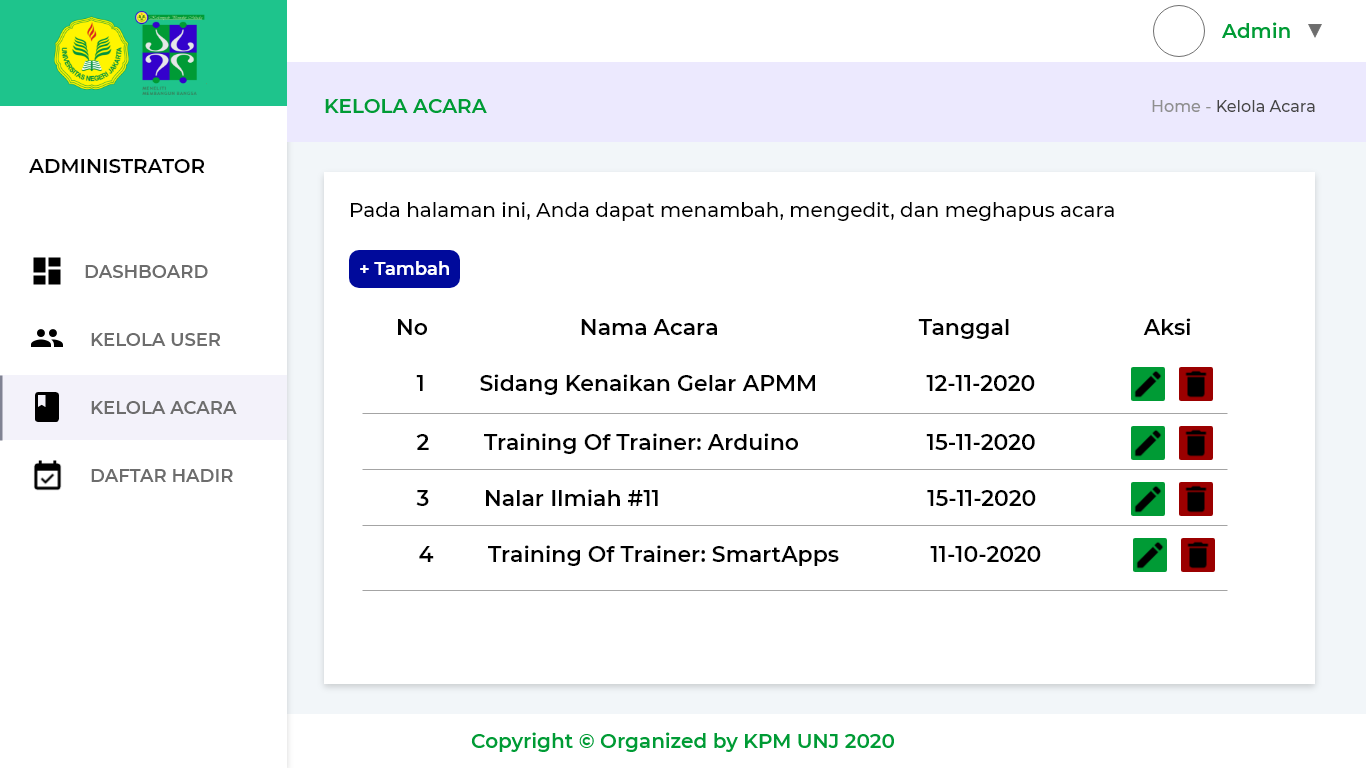 UNIVERSITAS NEGERI JAKARTA
Admin ▼
KELOLA ACARA
Home - Kelola Acara
ADMINISTRATOR
DASHBOARD
KELOLA USER
KELOLA ACARA
DAFTAR HADIR
Pada halaman ini, Anda dapat menambah, mengedit, dan meghapus acara
+ Tambah
No Nama Acara Tanggal Aksi
1 Sidang Kenaikan Gelar APMM 12-11-2020
2 Training Of Trainer: Arduino 15-11-2020
3 Nalar Ilmiah #11 15-11-2020
4 Training Of Trainer: SmartApps 11-10-2020
Copyright © Organized by KPM UNJ 2020